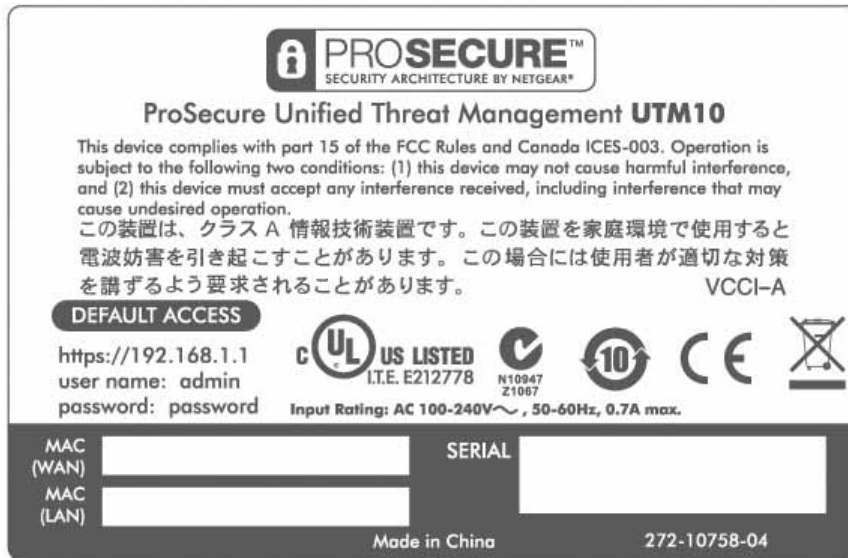 PROSECURE™
SECURITY ARCHITECTURE BY NETGEAR®
ProSecure Unified Threat Management UTM10
This device complies with part 15 of the FCC Rules and Canada ICES-003. Operation is
subject to the following two conditions: (1) this device may not cause harmful interference,
and (2) this device must accept any interference received, including interference that may
cause undesired operation.
この装置は、クラス A 情報技術装置です。この装置を家庭環境で使用すると
電波妨害を引き起こすことがあります。この場合には使用者が適切な対策
を講ずるよう要求されることがあります。 VCCI-A
DEFAULT ACCESS
https://192.168.1.1
user name: admin
password: password
C UL US LISTED
I.T.E. E212778
N10947
Z1067
10
CE
Input Rating: AC 100-240V～ , 50-60Hz, 0.7A max.
MAC
(WAN)
MAC
(LAN)
SERIAL
Made in China 272-10758-04